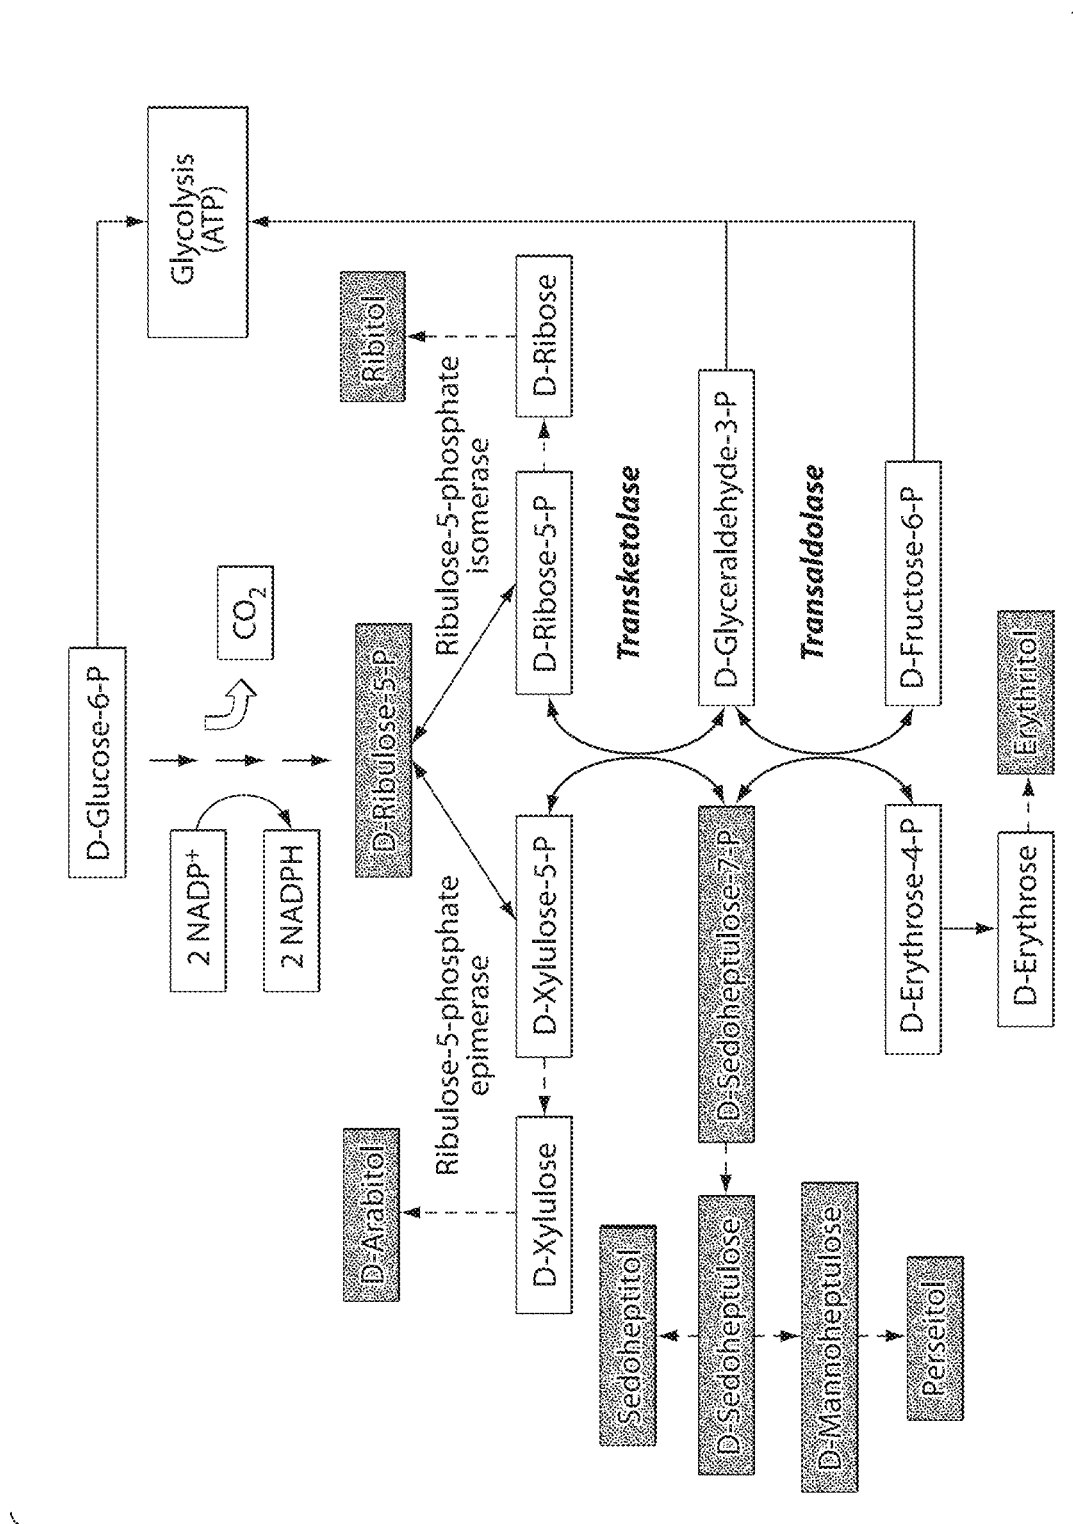 D-Glucose-6-P
Glycolysis
(ATP)
2 NADP+
2 NADPH
CO2
D-Ribulose-5-P
Ribulose-5-phosphate
epimerase
Ribulose-5-phosphate
isomerase
D-Arabitol
Ribitol
D-Xylulose
D-Xylulose-5-P
D-Ribose-5-P
D-Ribose
Transketolase
Sedoheptitol
D-Sedoheptulose
D-Sedoheptulose-7-P
D-Glyceraldehyde-3-P
Transaldolase
D-Mannoheptulose
Perseitol
D-Erythrose-4-P
D-Fructose-6-P
D-Erythrose
Erythritol